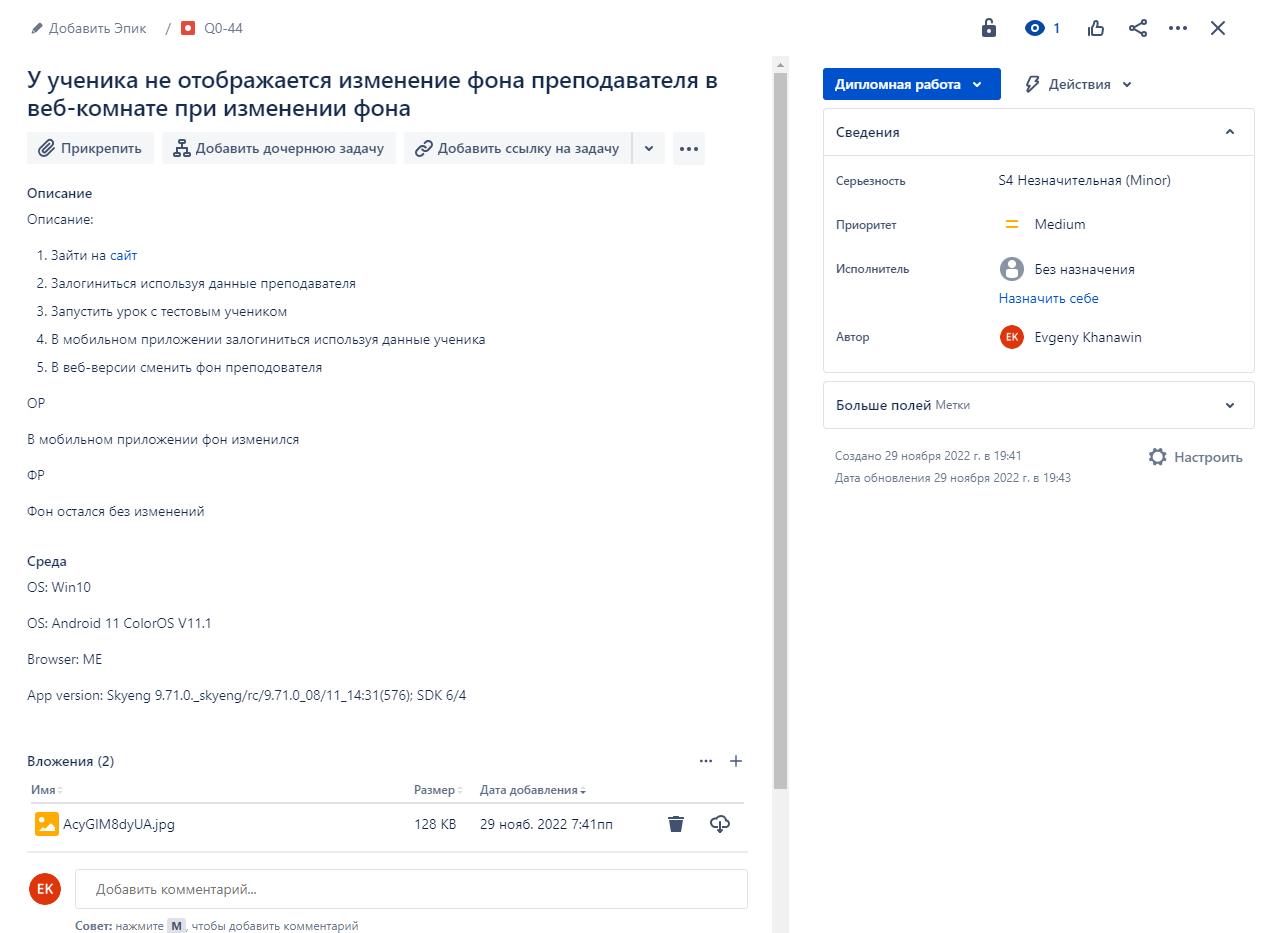 Добавить Эпик / Q0-44
1
У ученика не отображается изменение фона преподавателя в
веб-комнате при изменении фона
Прикрепить
Добавить дочернюю задачу
Добавить ссылку на задачу
Описание
Описание:
1. Зайти на сайт
2. Залогиниться используя данные преподавателя
3. Запустить урок с тестовым учеником
4. В мобильном приложении залогиниться используя данные ученика
5. В веб-версии сменить фон преподователя
ОР
В мобильном приложении фон изменился
ФР
Фон остался без изменений
Среда
OS: Win10
OS: Android 11 ColorOS V11.1
Browser: ME
App version: Skyeng 9.71.0._skyeng/rc/9.71.0_08/11_14:31(576); SDK 6/4
Вложения (2)
Имя Размер Дата добавления
AcyGIM8dyUA.jpg 128 KB 29 нояб. 2022 7:41пп
EK
Добавить комментарий...
Совет: нажмите M, чтобы добавить комментарий
Дипломная работа
Действия
Сведения
Серьезность S4 Незначительная (Minor)
Приоритет Medium
Исполнитель Без назначения
Назначить себе
Автор EK Evgeny Khanawin
Больше полей Метки
Создано 29 ноября 2022 г. в 19:41
Дата обновления 29 ноября 2022 г. в 19:43
Настроить